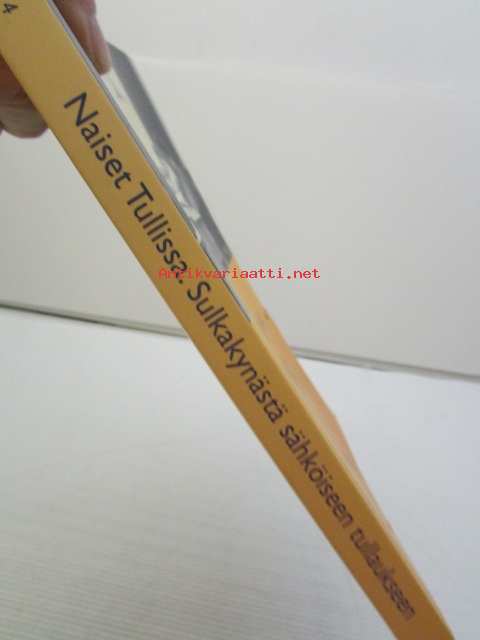 4
Naiset Tullissa. Sulkakynästä sähköiseen tullaukseen
Antikvariaatti.net